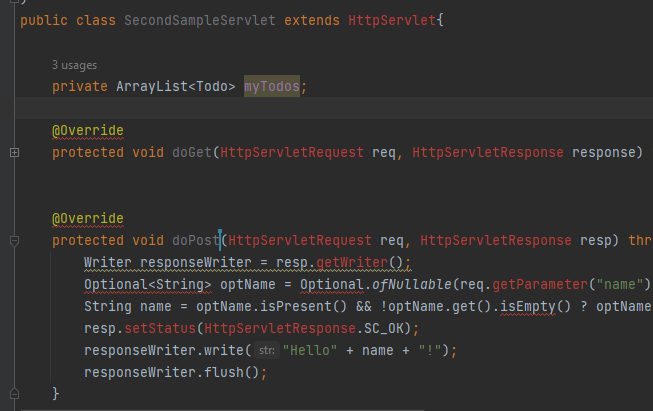 public class SecondSampleServlet extends HttpServlet{
3 usages
private ArrayList<Todo> myTodos;
@Override
protected void doGet(HttpServletRequest req, HttpServletResponse response)
@Override
protected void doPost(HttpServletRequest req, HttpServletResponse resp) thr
Writer responseWriter = resp.getWriter();
Optional<String> optName = Optional.ofNullable(req.getParameter("name")
String name = optName.isPresent() && !optName.get().isEmpty() ? optName
resp.setStatus(HttpServletResponse.SC_OK);
responseWriter.write( str: "Hello" + name + "!");
responseWriter.flush();
}